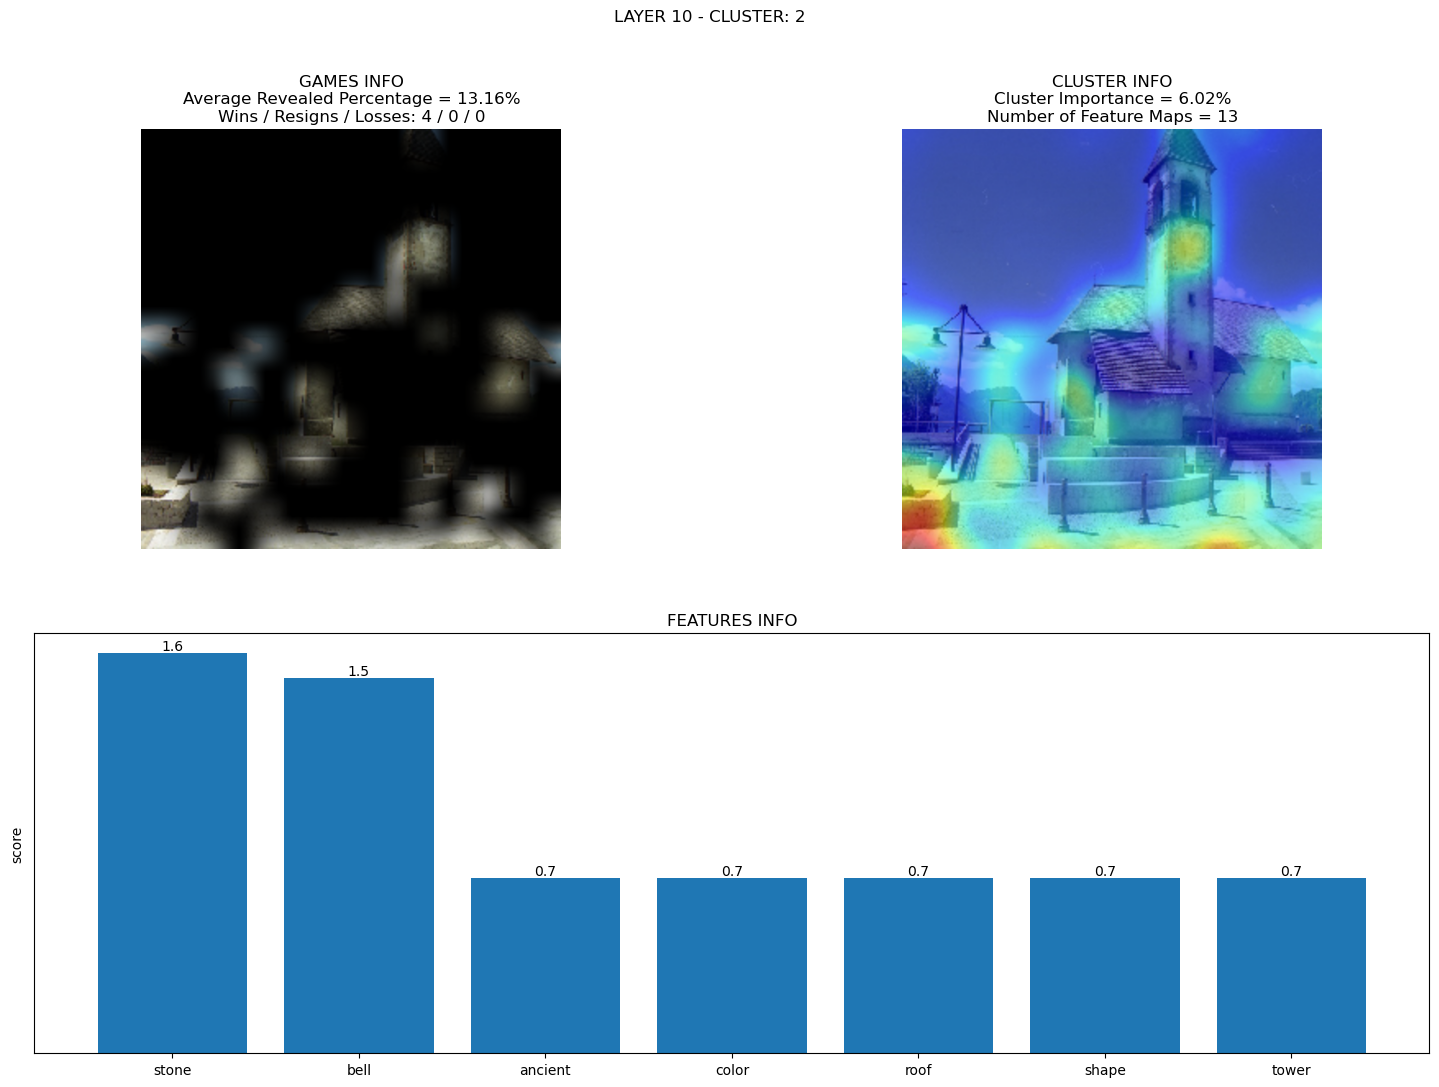 LAYER 10 - CLUSTER: 2
GAMES INFO
Average Revealed Percentage = 13.16%
Wins / Resigns / Losses: 4 / 0 / 0
CLUSTER INFO
Cluster Importance = 6.02%
Number of Feature Maps = 13
FEATURES INFO
score
1.6
1.5
0.7
0.7
0.7
0.7
0.7
stone
bell
ancient
color
roof
shape
tower